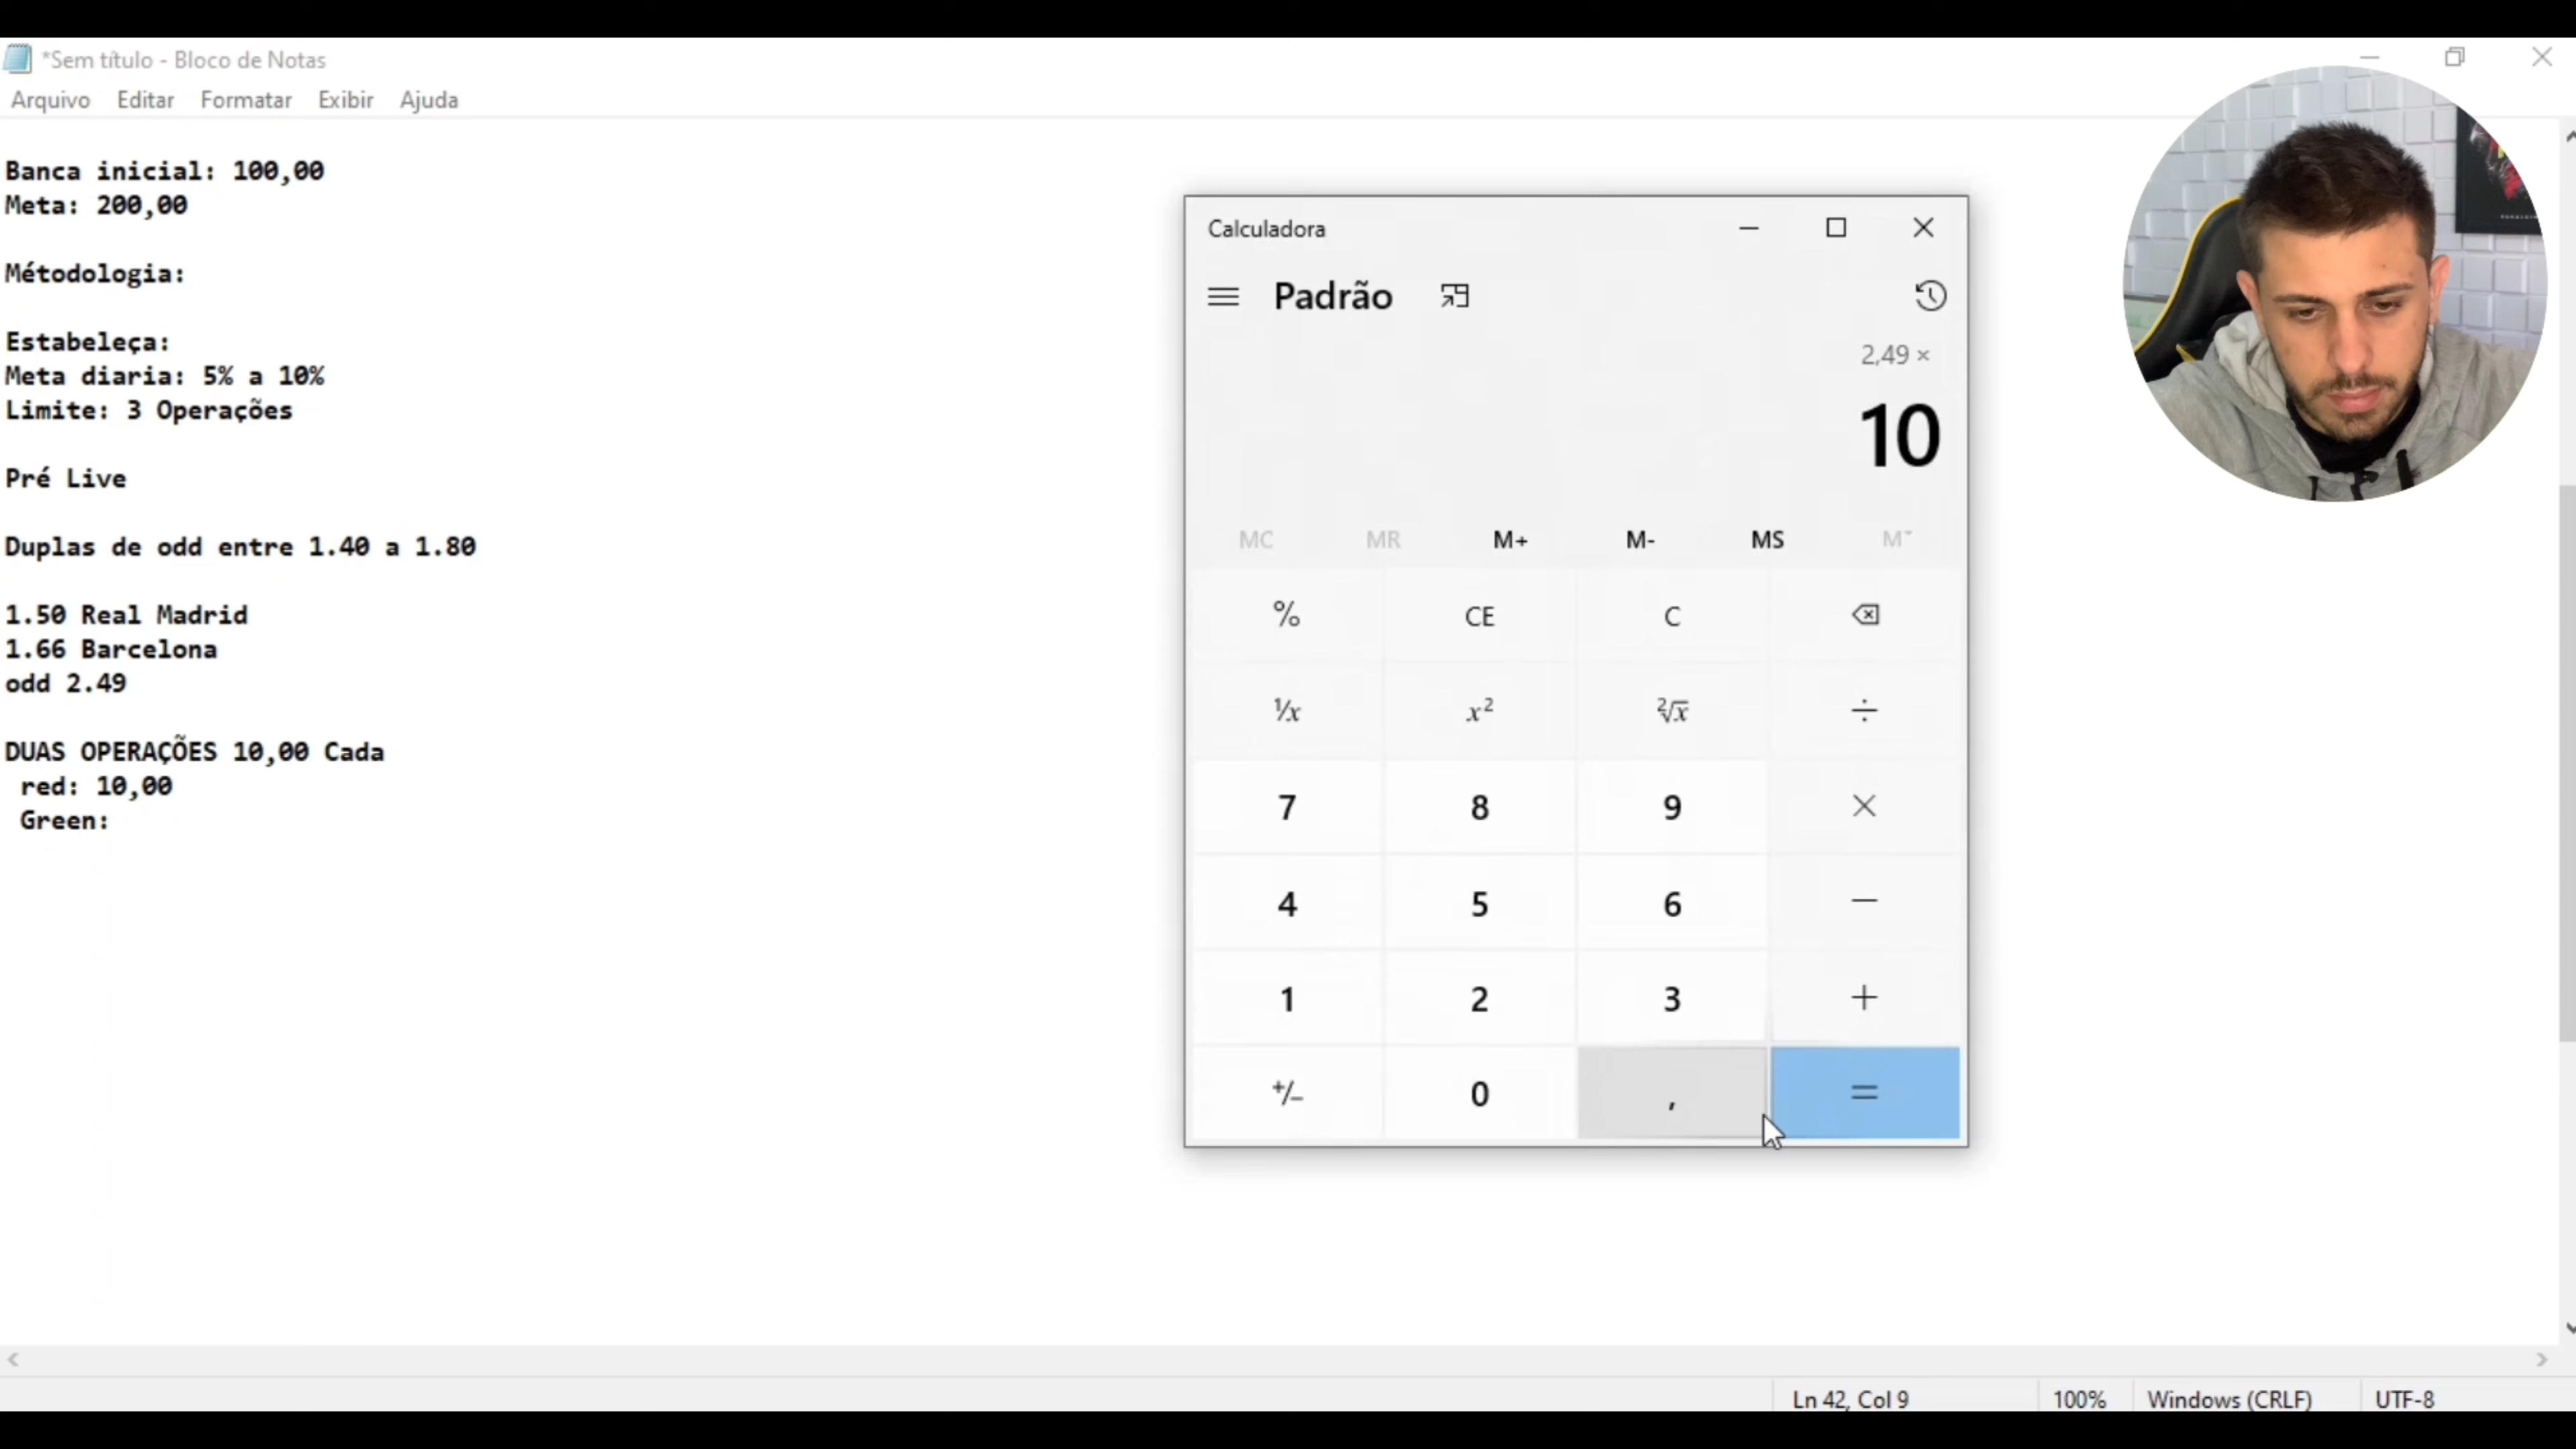 *Sem título - Bloco de Notas
Arquivo Editar Formatar Exibir Ajuda
Banca inicial: 100,00
Meta: 200,00
Métodologia:
Estabeleça:
Meta diaria: 5% a 10%
Limite: 3 Operações
Pré Live
Duplas de odd entre 1.40 a 1.80
1.50 Real Madrid
1.66 Barcelona
odd 2.49
DUAS OPERAÇÕES 10,00 Cada
red: 10,00
Green:
Calculadora
Padrão
2,49 ×
10
MC MR M+ M- MS M˅
% CE C
¹/x x² ²√x ÷
7 8 9 ×
4 5 6 −
1 2 3 +
+/− 0 , =
Ln 42, Col 9 100% Windows (CRLF) UTF-8